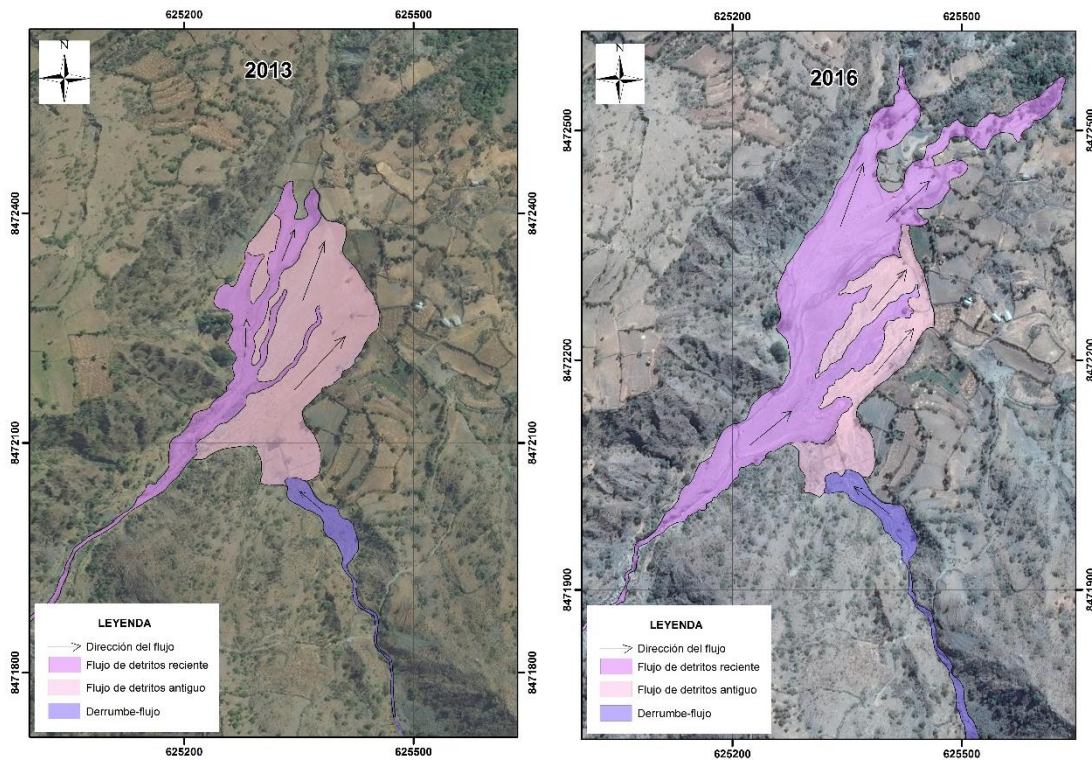 625200
625500
N
2013
8472400
8472100
8471800
LEYENDA
Dirección del flujo
Flujo de detritos reciente
Flujo de detritos antiguo
Derrumbe-flujo
625200
625500
625200
625500
N
2016
8472500
8472500
8472400
8472200
8472200
8472100
8471900
8471900
8471800
LEYENDA
Dirección del flujo
Flujo de detritos reciente
Flujo de detritos antiguo
Derrumbe-flujo
625200
625500